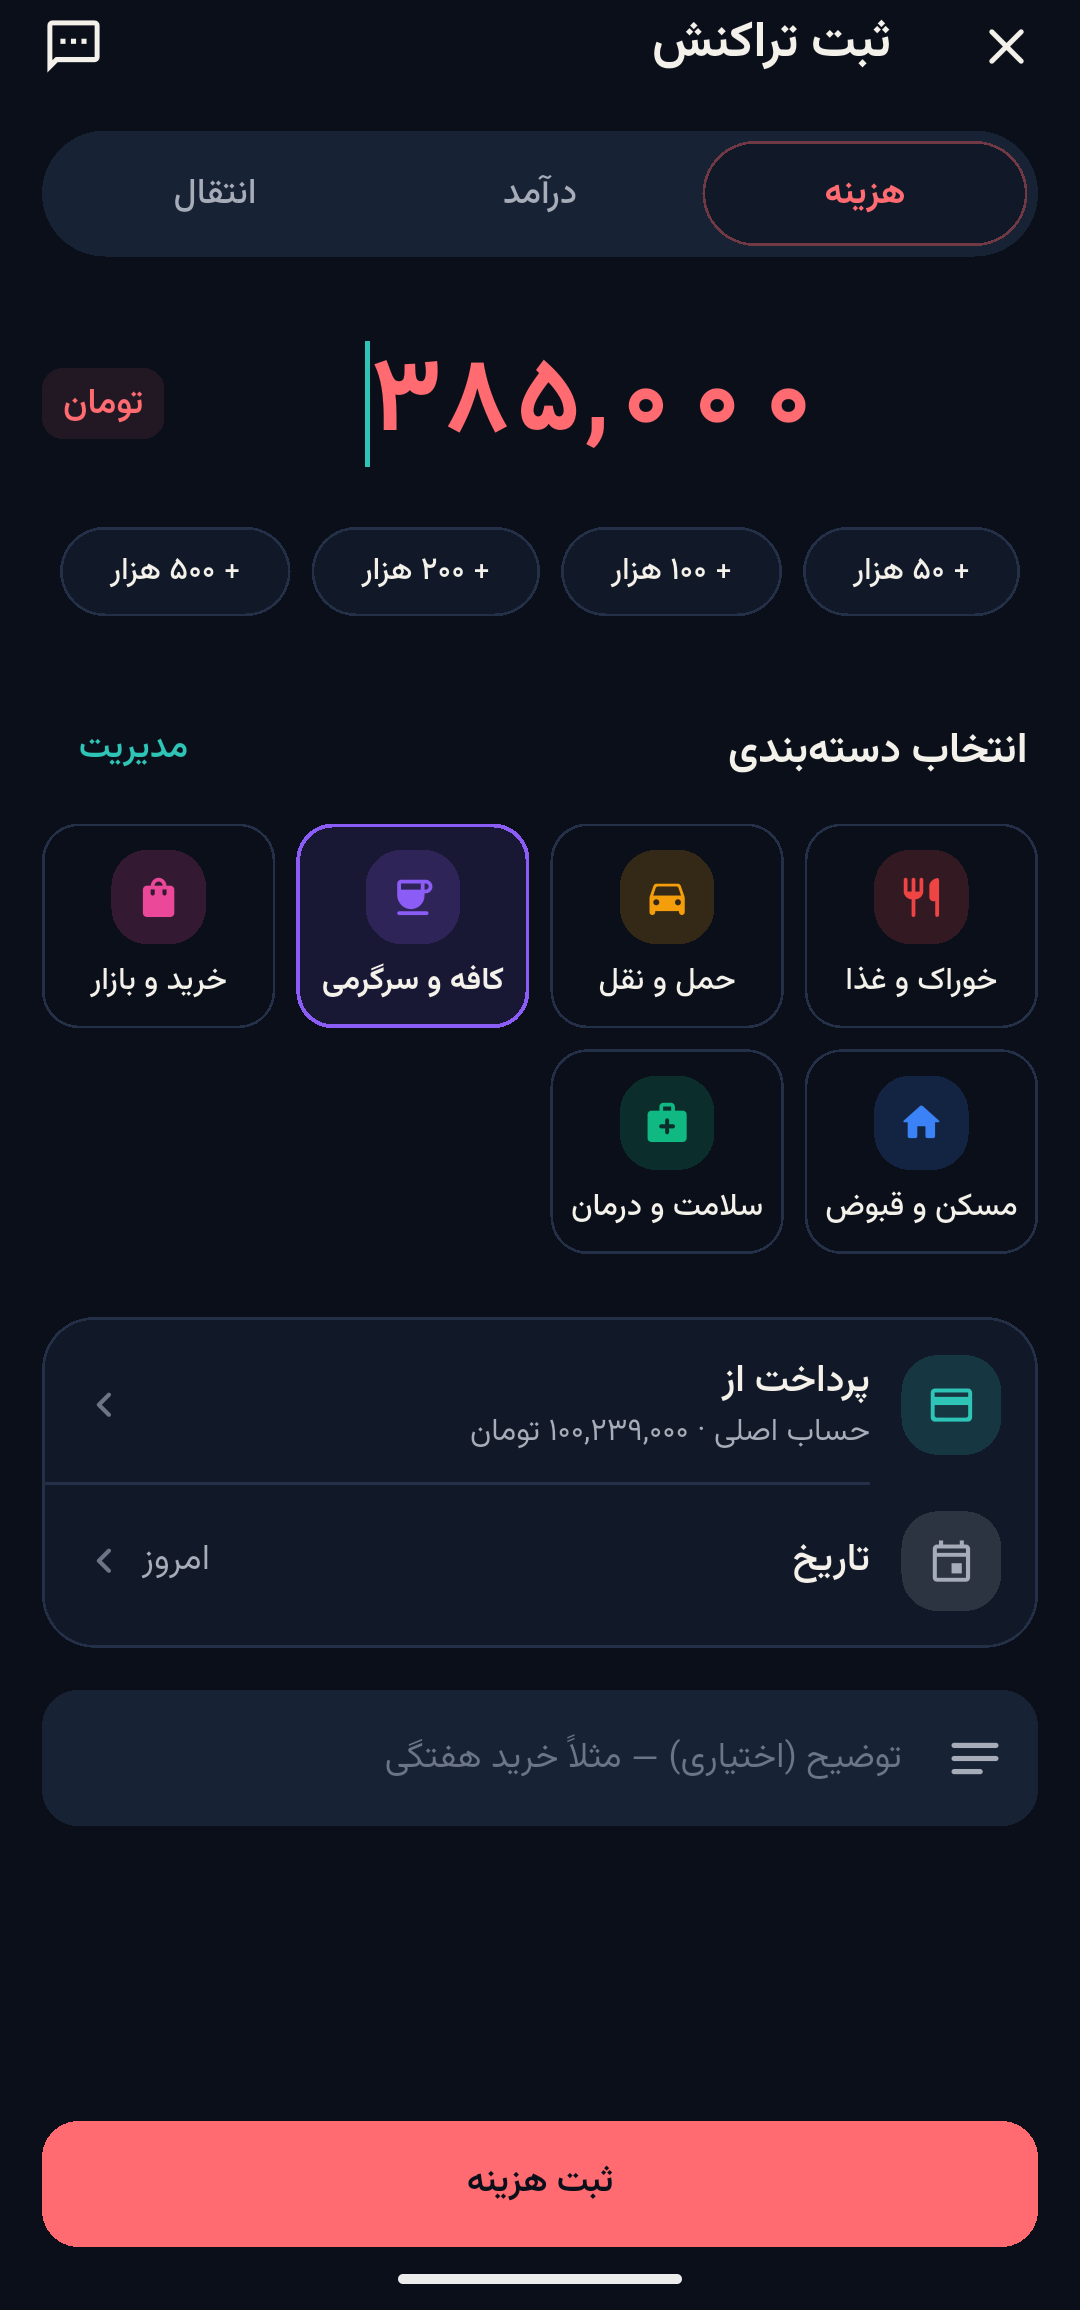 ثبت تراکنش
هزینه
درآمد
انتقال
۳۸۵,۰۰۰
تومان
+ ۵۰ هزار
+ ۱۰۰ هزار
+ ۲۰۰ هزار
+ ۵۰۰ هزار
انتخاب دسته‌بندی
مدیریت
خوراک و غذا
حمل و نقل
کافه و سرگرمی
خرید و بازار
مسکن و قبوض
سلامت و درمان
پرداخت از
حساب اصلی · ۱۰۰,۲۳۹,۰۰۰ تومان
تاریخ
امروز
توضیح (اختیاری) – مثلاً خرید هفتگی
ثبت هزینه